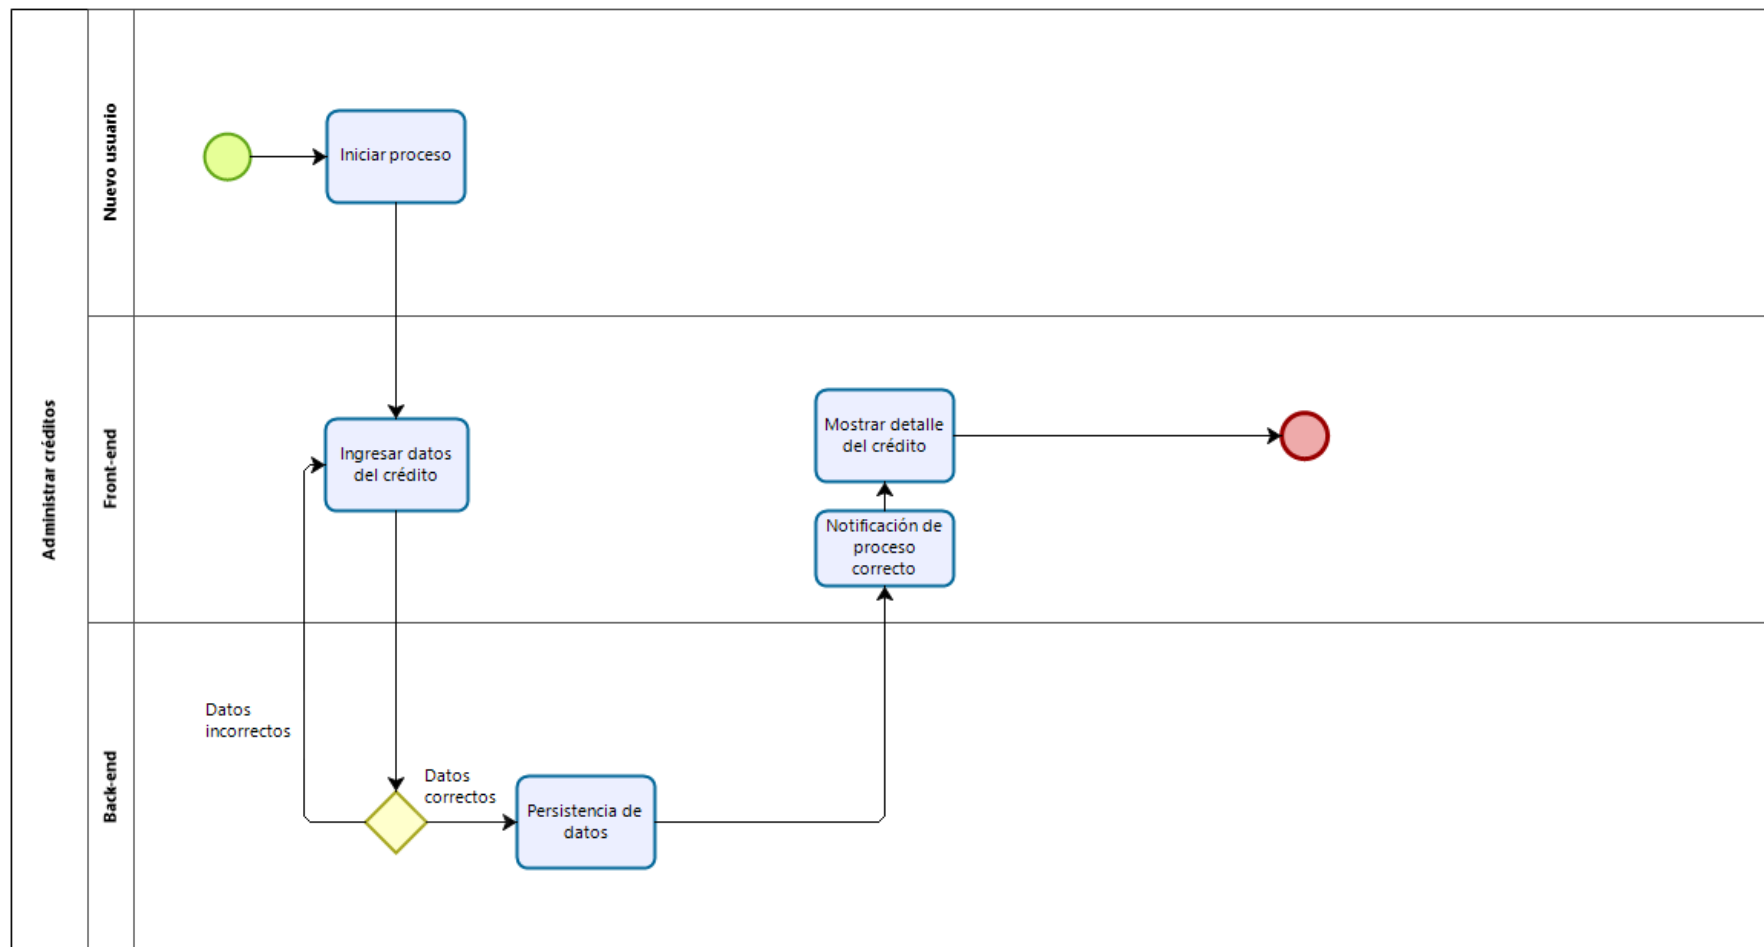 Administrar créditos
Nuevo usuario
Iniciar proceso
Front-end
Ingresar datos
del crédito
Mostrar detalle
del crédito
Notificación de
proceso
correcto
Back-end
Datos
incorrectos
Datos
correctos
Persistencia de
datos